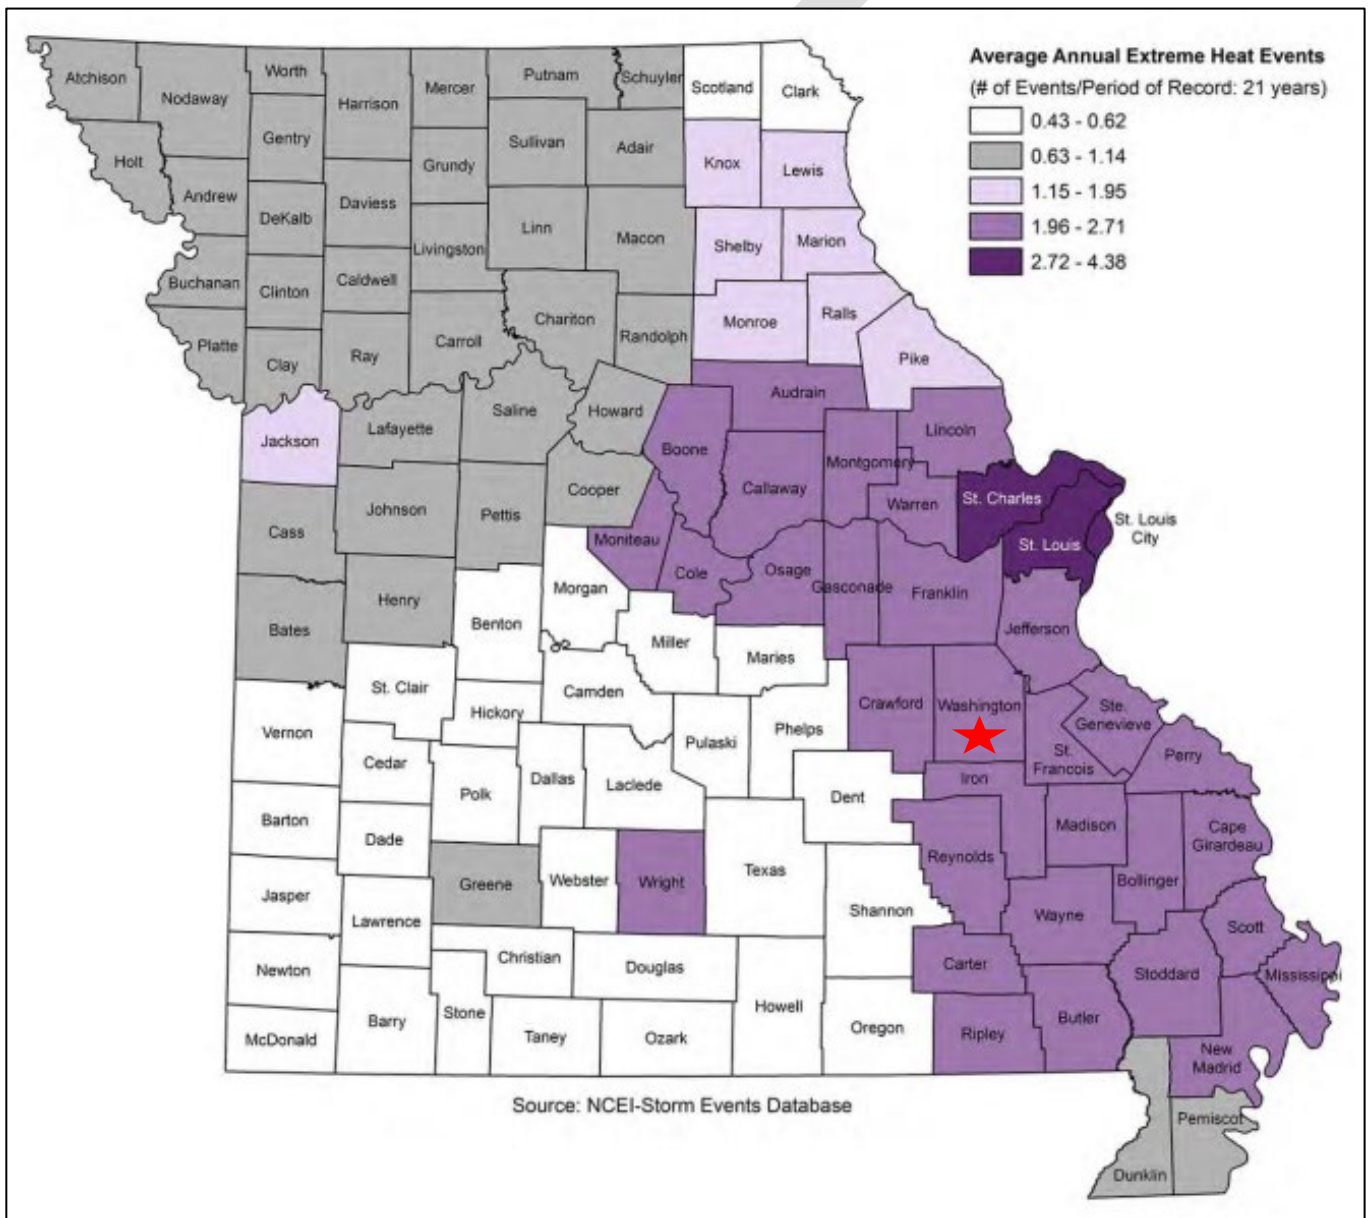 Average Annual Extreme Heat Events
(# of Events/Period of Record: 21 years)
0.43 - 0.62
0.63 - 1.14
1.15 - 1.95
1.96 - 2.71
2.72 - 4.38
Atchison
Nodaway
Worth
Harrison
Mercer
Putnam
Schuyler
Scotland
Clark
Holt
Gentry
Grundy
Sullivan
Adair
Knox
Lewis
Andrew
DeKalb
Daviess
Livingston
Linn
Macon
Shelby
Marion
Buchanan
Clinton
Caldwell
Chariton
Randolph
Monroe
Ralls
Platte
Clay
Ray
Carroll
Pike
Jackson
Lafayette
Saline
Howard
Boone
Audrain
Lincoln
Callaway
Montgomery
Warren
St. Charles
St. Louis
St. Louis
City
Cass
Johnson
Pettis
Cooper
Moniteau
Cole
Osage
Gasconade
Franklin
Jefferson
Bates
Henry
Benton
Morgan
Miller
Maries
Vernon
St. Clair
Hickory
Camden
Pulaski
Phelps
Crawford
Washington
St.
Francois
Ste.
Genevieve
Perry
Cedar
Polk
Dallas
Laclede
Dent
Iron
Barton
Dade
Greene
Webster
Wright
Texas
Reynolds
Madison
Bollinger
Cape
Girardeau
Jasper
Lawrence
Shannon
Wayne
Scott
Newton
Christian
Douglas
Howell
Carter
Stoddard
Mississippi
McDonald
Barry
Stone
Taney
Ozark
Oregon
Ripley
Butler
New
Madrid
Pemiscot
Dunklin
Source: NCEI-Storm Events Database